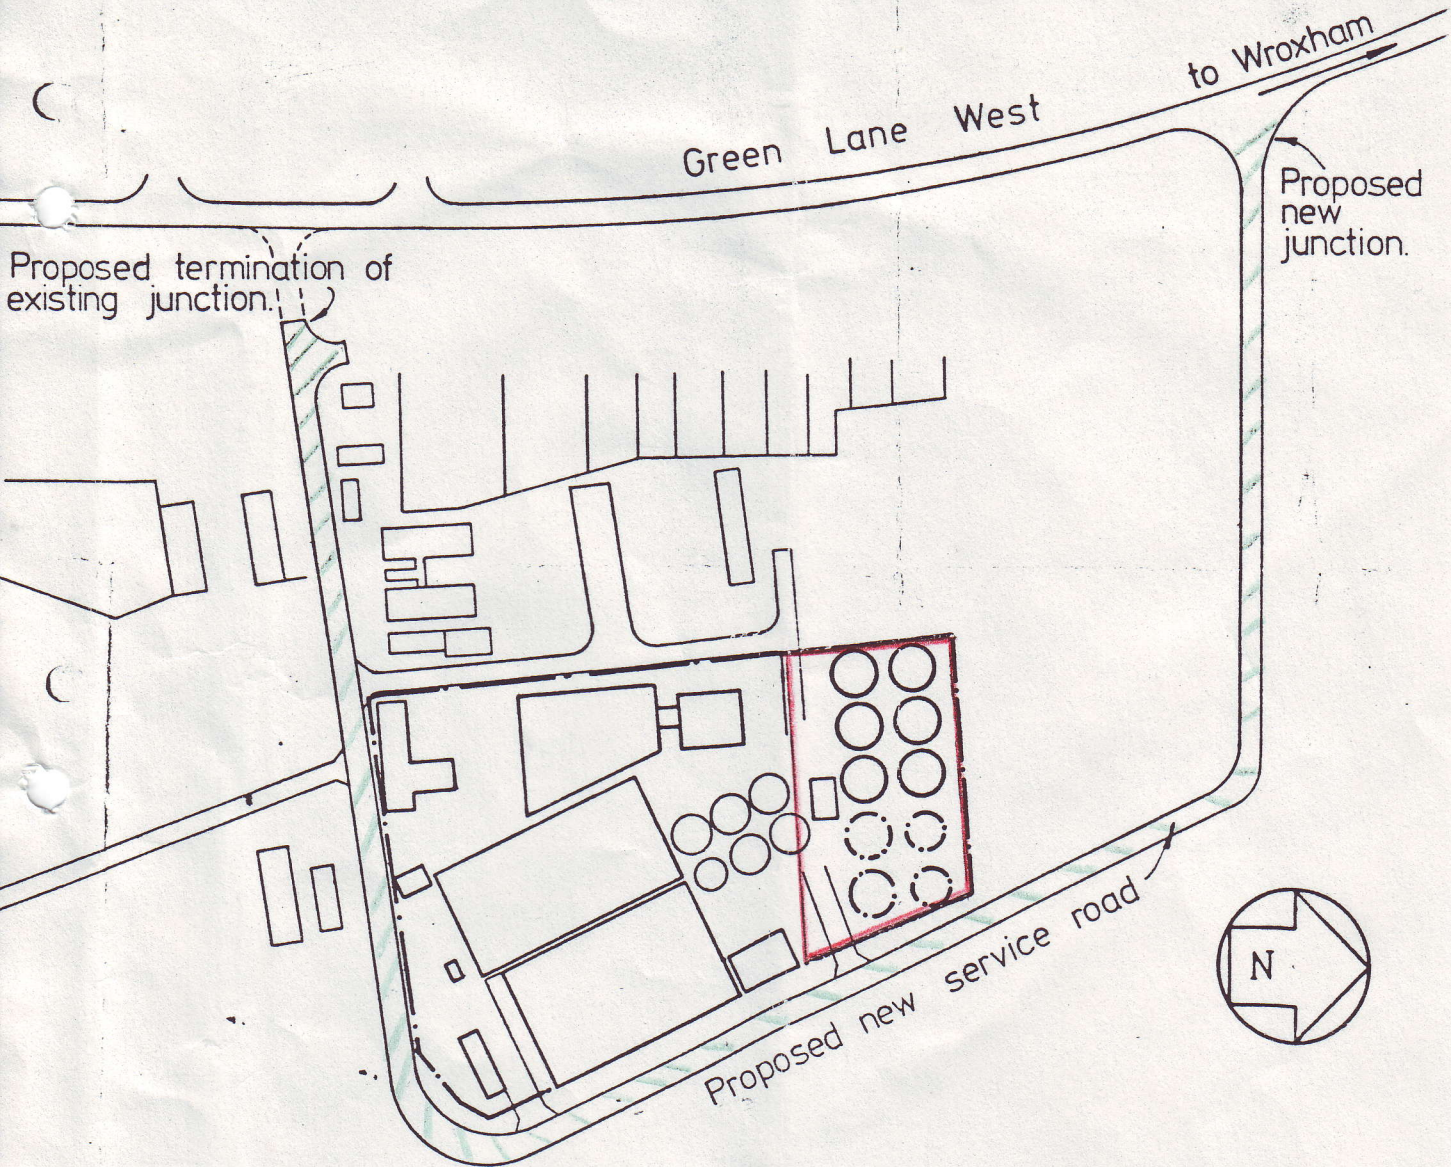 to Wroxham
Green Lane West
Proposed
new
junction.
Proposed termination of
existing junction.
Proposed new service road
N